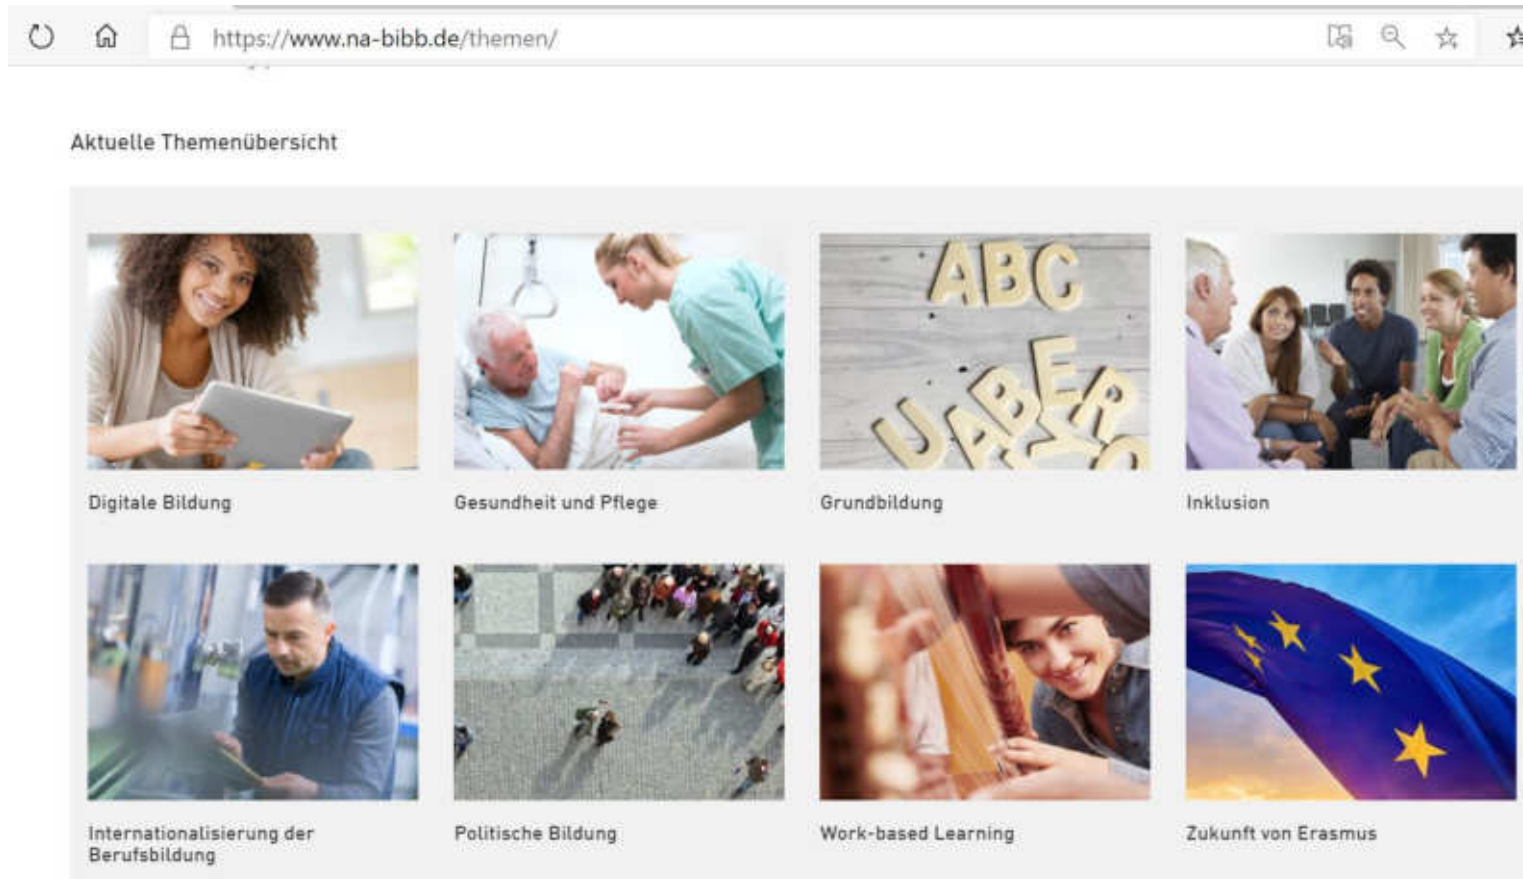 https://www.na-bibb.de/themen/
Aktuelle Themenübersicht
ABC
UABER
Digitale Bildung
Gesundheit und Pflege
Grundbildung
Inklusion
Internationalisierung der
Berufsbildung
Politische Bildung
Work-based Learning
Zukunft von Erasmus